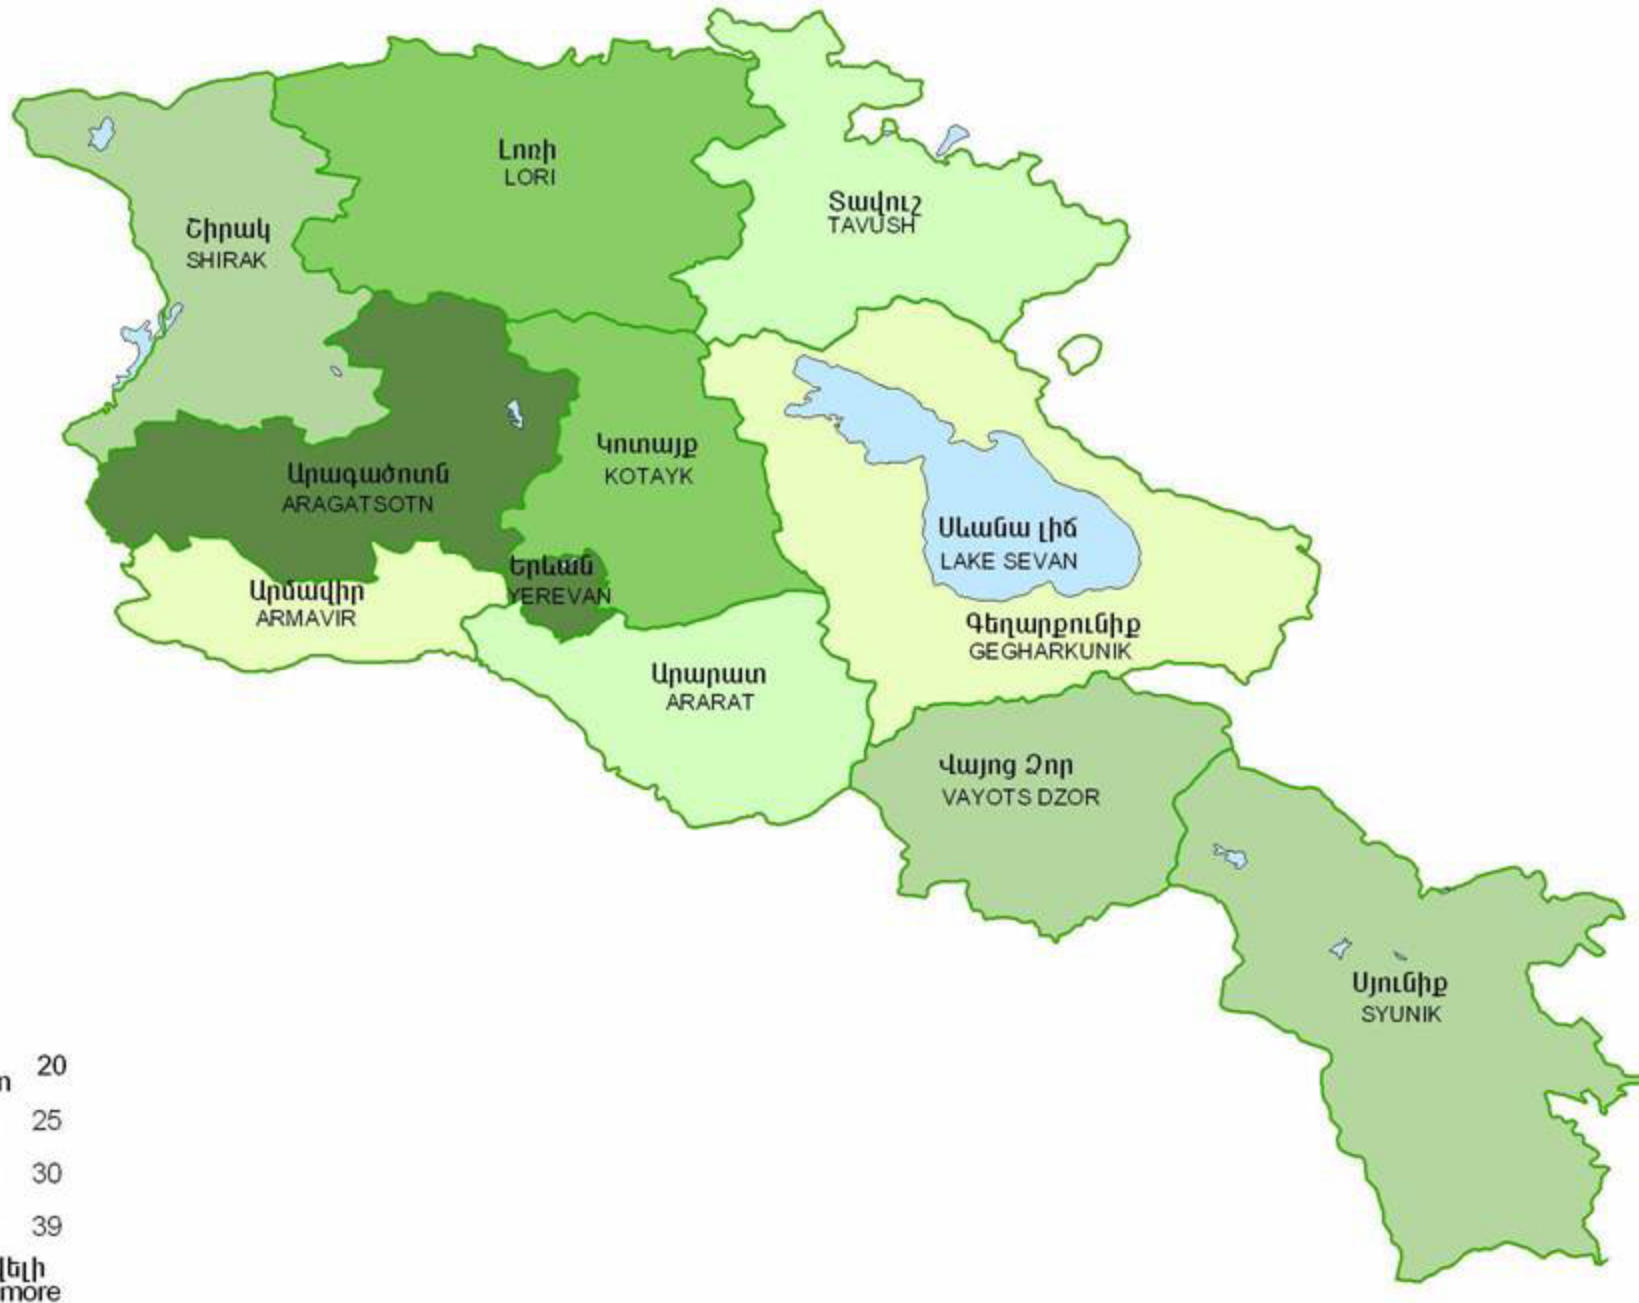 Լոռի
LORI
Տավուշ
TAVUSH
Շիրակ
SHIRAK
Կոտայք
KOTAYK
Արագածոտն
ARAGATSOTN
Սևանա լիճ
LAKE SEVAN
Երևան
YEREVAN
Արմավիր
ARMAVIR
Գեղարքունիք
GEGHARKUNIK
Արարատ
ARARAT
Վայոց Ձոր
VAYOTS DZOR
Սյունիք
SYUNIK
20
25
30
39
more